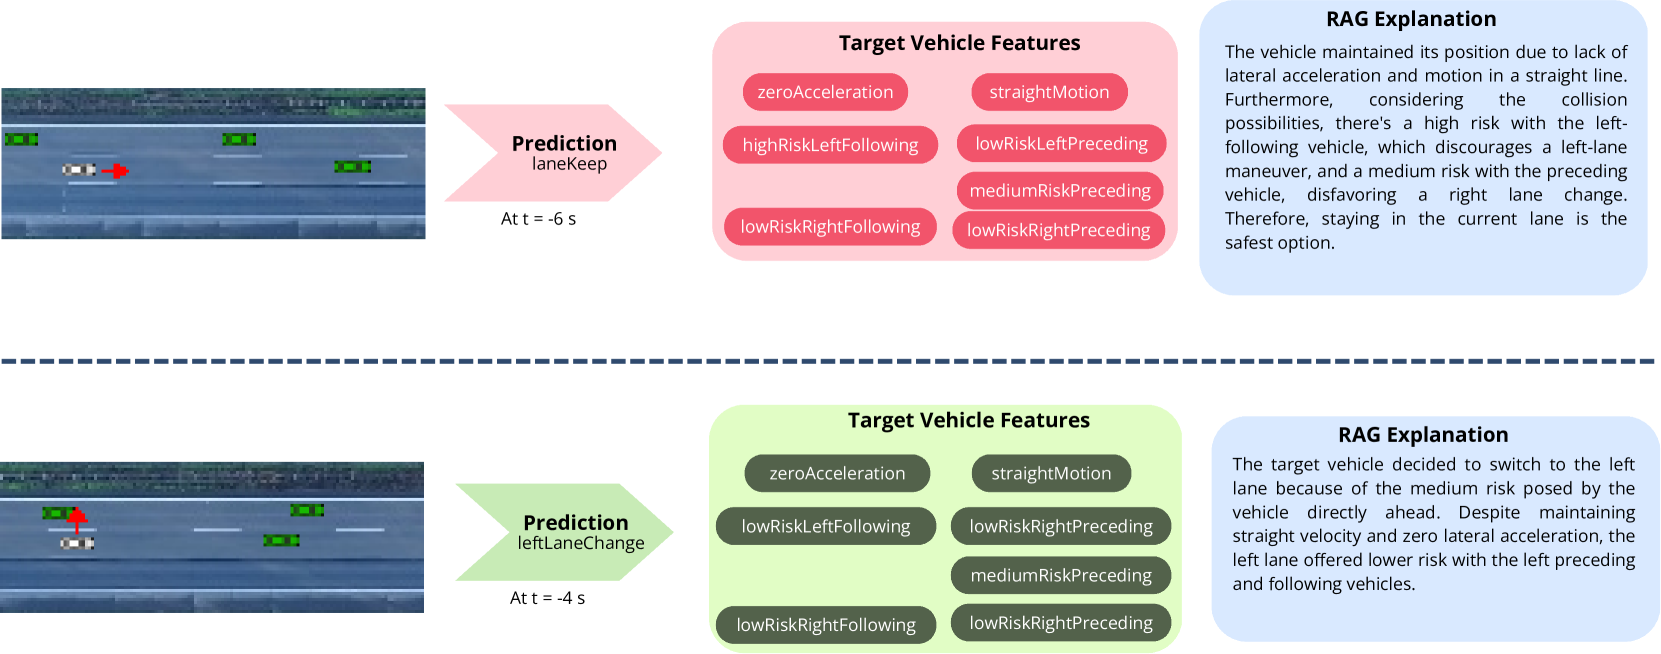 Prediction
laneKeep
At t = -6 s
Target Vehicle Features
zeroAcceleration
straightMotion
highRiskLeftFollowing
lowRiskLeftPreceding
mediumRiskPreceding
lowRiskRightFollowing
lowRiskRightPreceding
RAG Explanation
The vehicle maintained its position due to lack of
lateral acceleration and motion in a straight line.
Furthermore, considering the collision
possibilities, there's a high risk with the left-
following vehicle, which discourages a left-lane
maneuver, and a medium risk with the preceding
vehicle, disfavoring a right lane change.
Therefore, staying in the current lane is the
safest option.
Prediction
leftLaneChange
At t = -4 s
Target Vehicle Features
zeroAcceleration
straightMotion
lowRiskLeftFollowing
lowRiskRightPreceding
mediumRiskPreceding
lowRiskRightFollowing
lowRiskRightPreceding
RAG Explanation
The target vehicle decided to switch to the left
lane because of the medium risk posed by the
vehicle directly ahead. Despite maintaining
straight velocity and zero lateral acceleration, the
left lane offered lower risk with the left preceding
and following vehicles.